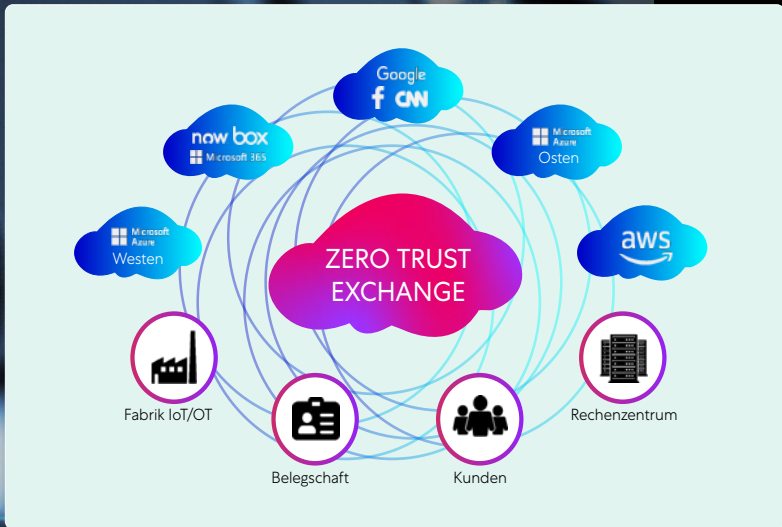 Google
f CNN
now box
Microsoft 365
Microsoft
Azure
Osten
Microsoft
Azure
Westen
aws
ZERO TRUST
EXCHANGE
Fabrik IoT/OT
Rechenzentrum
Belegschaft
Kunden